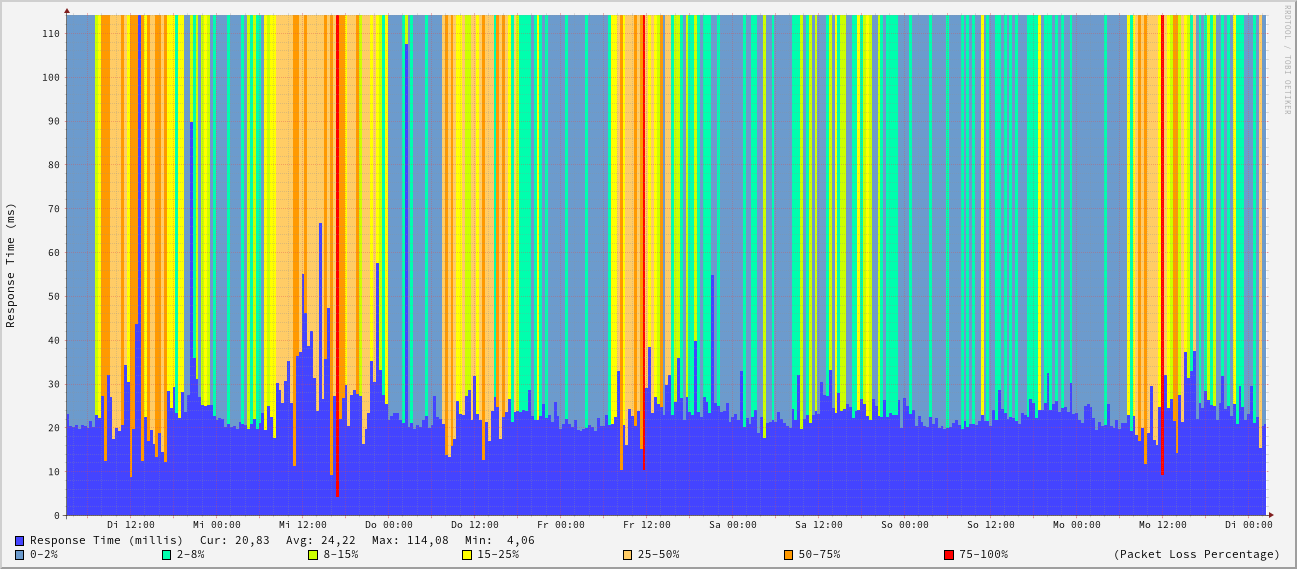 RRDTOOL / TOBI OETIKER
Response Time (ms)
110
100
90
80
70
60
50
40
30
20
10
0
Di 12:00 Mi 00:00 Mi 12:00 Do 00:00 Do 12:00 Fr 00:00 Fr 12:00 Sa 00:00 Sa 12:00 So 00:00 So 12:00 Mo 00:00 Mo 12:00 Di 00:00
Response Time (millis) Cur: 20,83 Avg: 24,22 Max: 114,08 Min: 4,06
0-2% 2-8% 8-15% 15-25% 25-50% 50-75% 75-100% (Packet Loss Percentage)